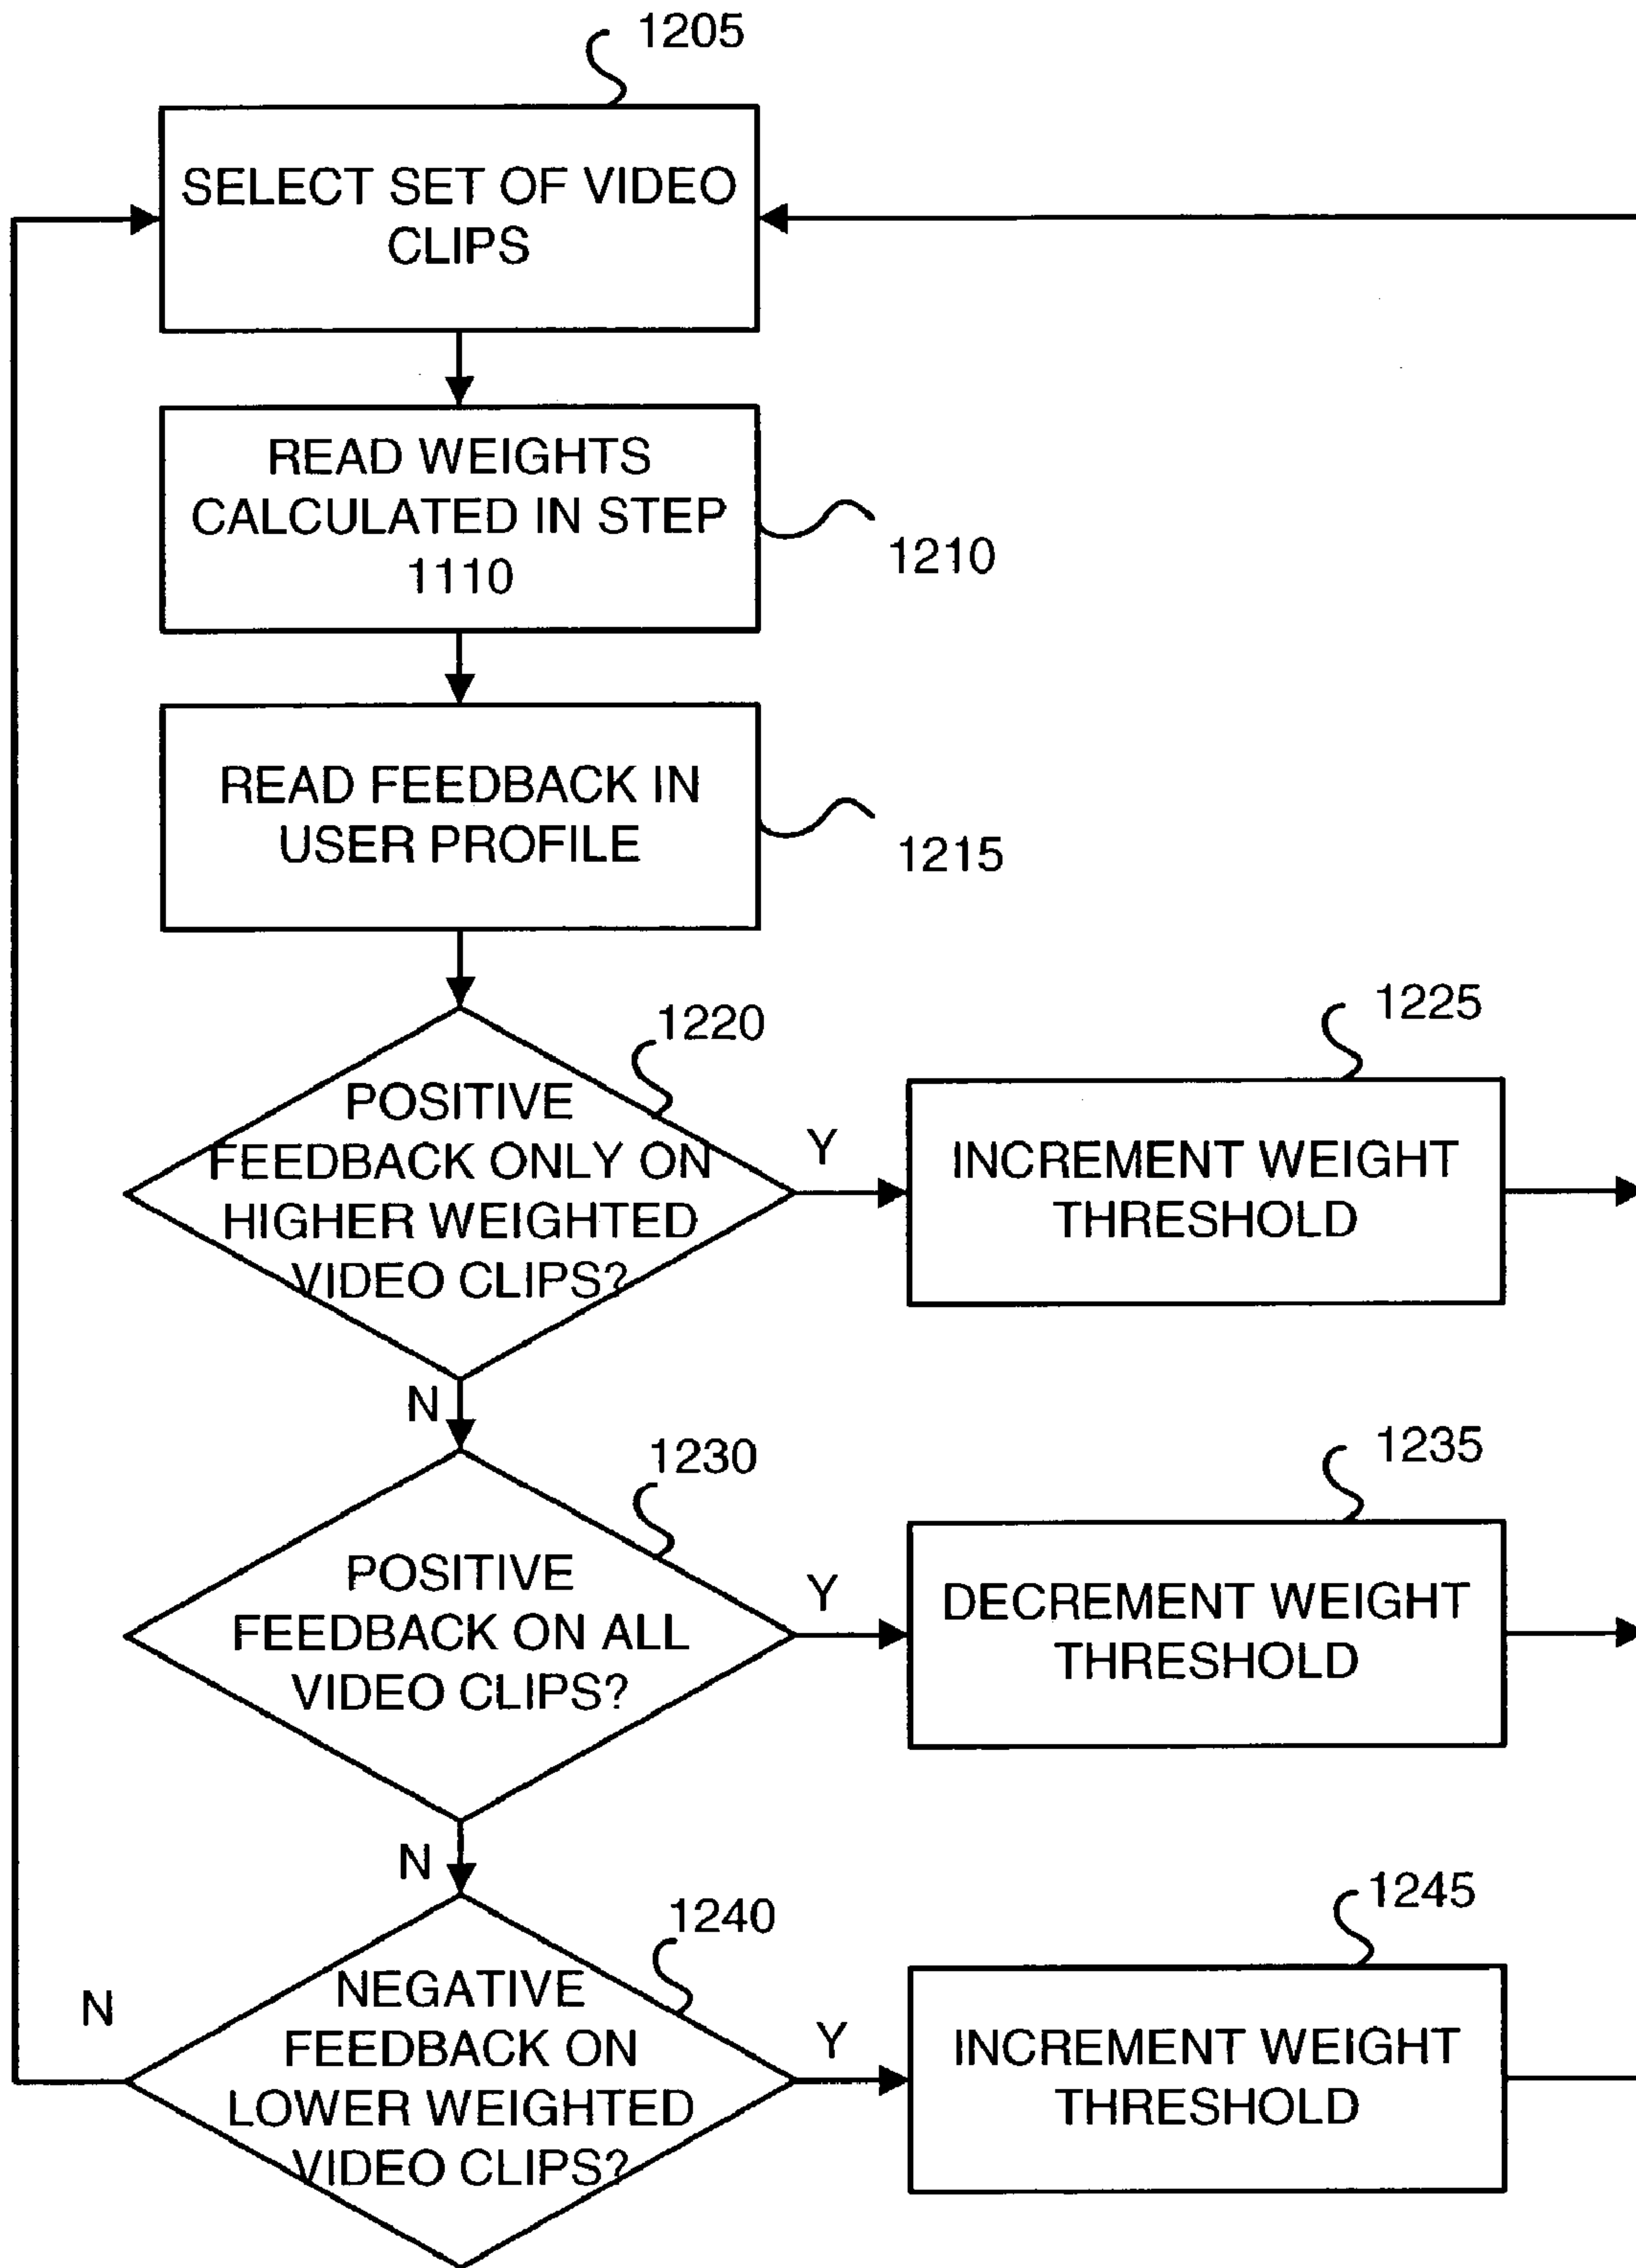 1205
SELECT SET OF VIDEO
CLIPS
READ WEIGHTS
CALCULATED IN STEP
1110
1210
READ FEEDBACK IN
USER PROFILE
1215
1220
POSITIVE
FEEDBACK ONLY ON
HIGHER WEIGHTED
VIDEO CLIPS?
Y
1225
INCREMENT WEIGHT
THRESHOLD
N
1230
POSITIVE
FEEDBACK ON ALL
VIDEO CLIPS?
Y
1235
DECREMENT WEIGHT
THRESHOLD
N
1240
NEGATIVE
FEEDBACK ON
LOWER WEIGHTED
VIDEO CLIPS?
N
Y
1245
INCREMENT WEIGHT
THRESHOLD